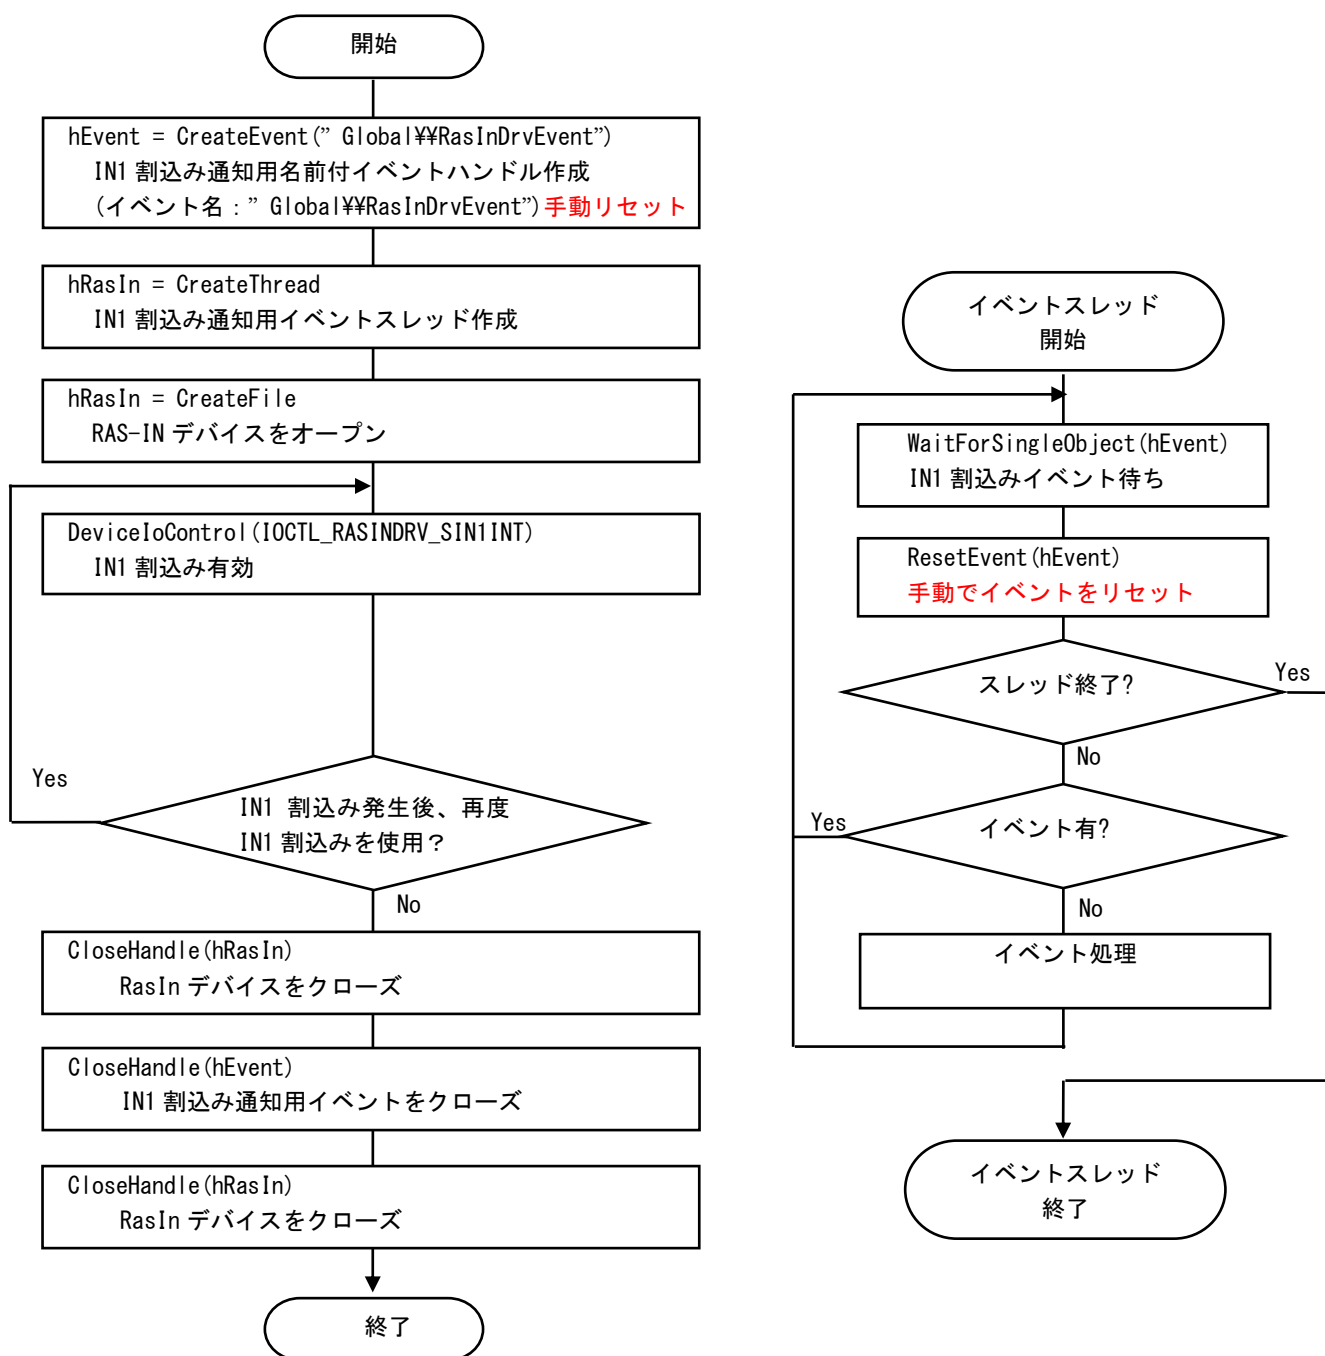 開始
hEvent = CreateEvent(” Global¥¥RasInDrvEvent”)
IN1 割込み通知用名前付イベントハンドル作成
(イベント名：” Global¥¥RasInDrvEvent”)手動リセット
hRasIn = CreateThread
IN1 割込み通知用イベントスレッド作成
hRasIn = CreateFile
RAS-IN デバイスをオープン
DeviceIoControl(IOCTL_RASINDRV_SIN1INT)
IN1 割込み有効
Yes
IN1 割込み発生後、再度
IN1 割込みを使用？
No
CloseHandle(hRasIn)
RasIn デバイスをクローズ
CloseHandle(hEvent)
IN1 割込み通知用イベントをクローズ
CloseHandle(hRasIn)
RasIn デバイスをクローズ
終了
イベントスレッド
開始
WaitForSingleObject(hEvent)
IN1 割込みイベント待ち
ResetEvent(hEvent)
手動でイベントをリセット
スレッド終了?
Yes
No
イベント有?
Yes
No
イベント処理
イベントスレッド
終了